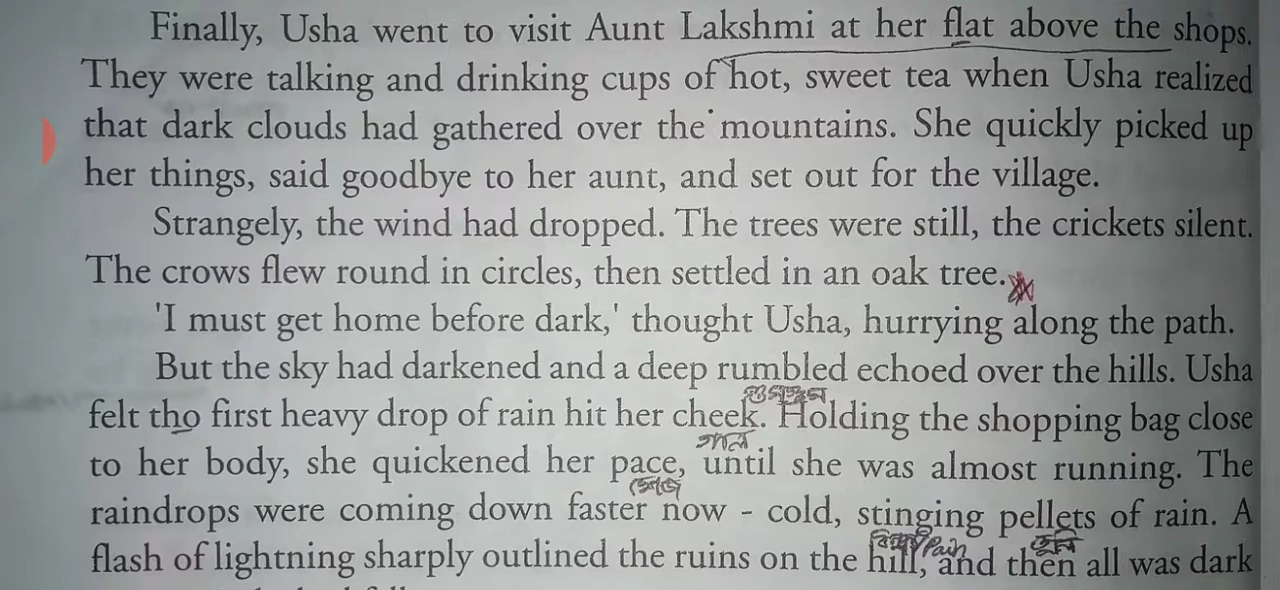 Finally, Usha went to visit Aunt Lakshmi at her flat above the shops.
They were talking and drinking cups of hot, sweet tea when Usha realized
that dark clouds had gathered over the mountains. She quickly picked up
her things, said goodbye to her aunt, and set out for the village.
Strangely, the wind had dropped. The trees were still, the crickets silent.
The crows flew round in circles, then settled in an oak tree.
'I must get home before dark,' thought Usha, hurrying along the path.
But the sky had darkened and a deep rumbled echoed over the hills. Usha
felt tho first heavy drop of rain hit her cheek. Holding the shopping bag close
to her body, she quickened her pace, until she was almost running. The
raindrops were coming down faster now - cold, stinging pellets of rain. A
Pain
flash of lightning sharply outlined the ruins on the hill, and then all was dark